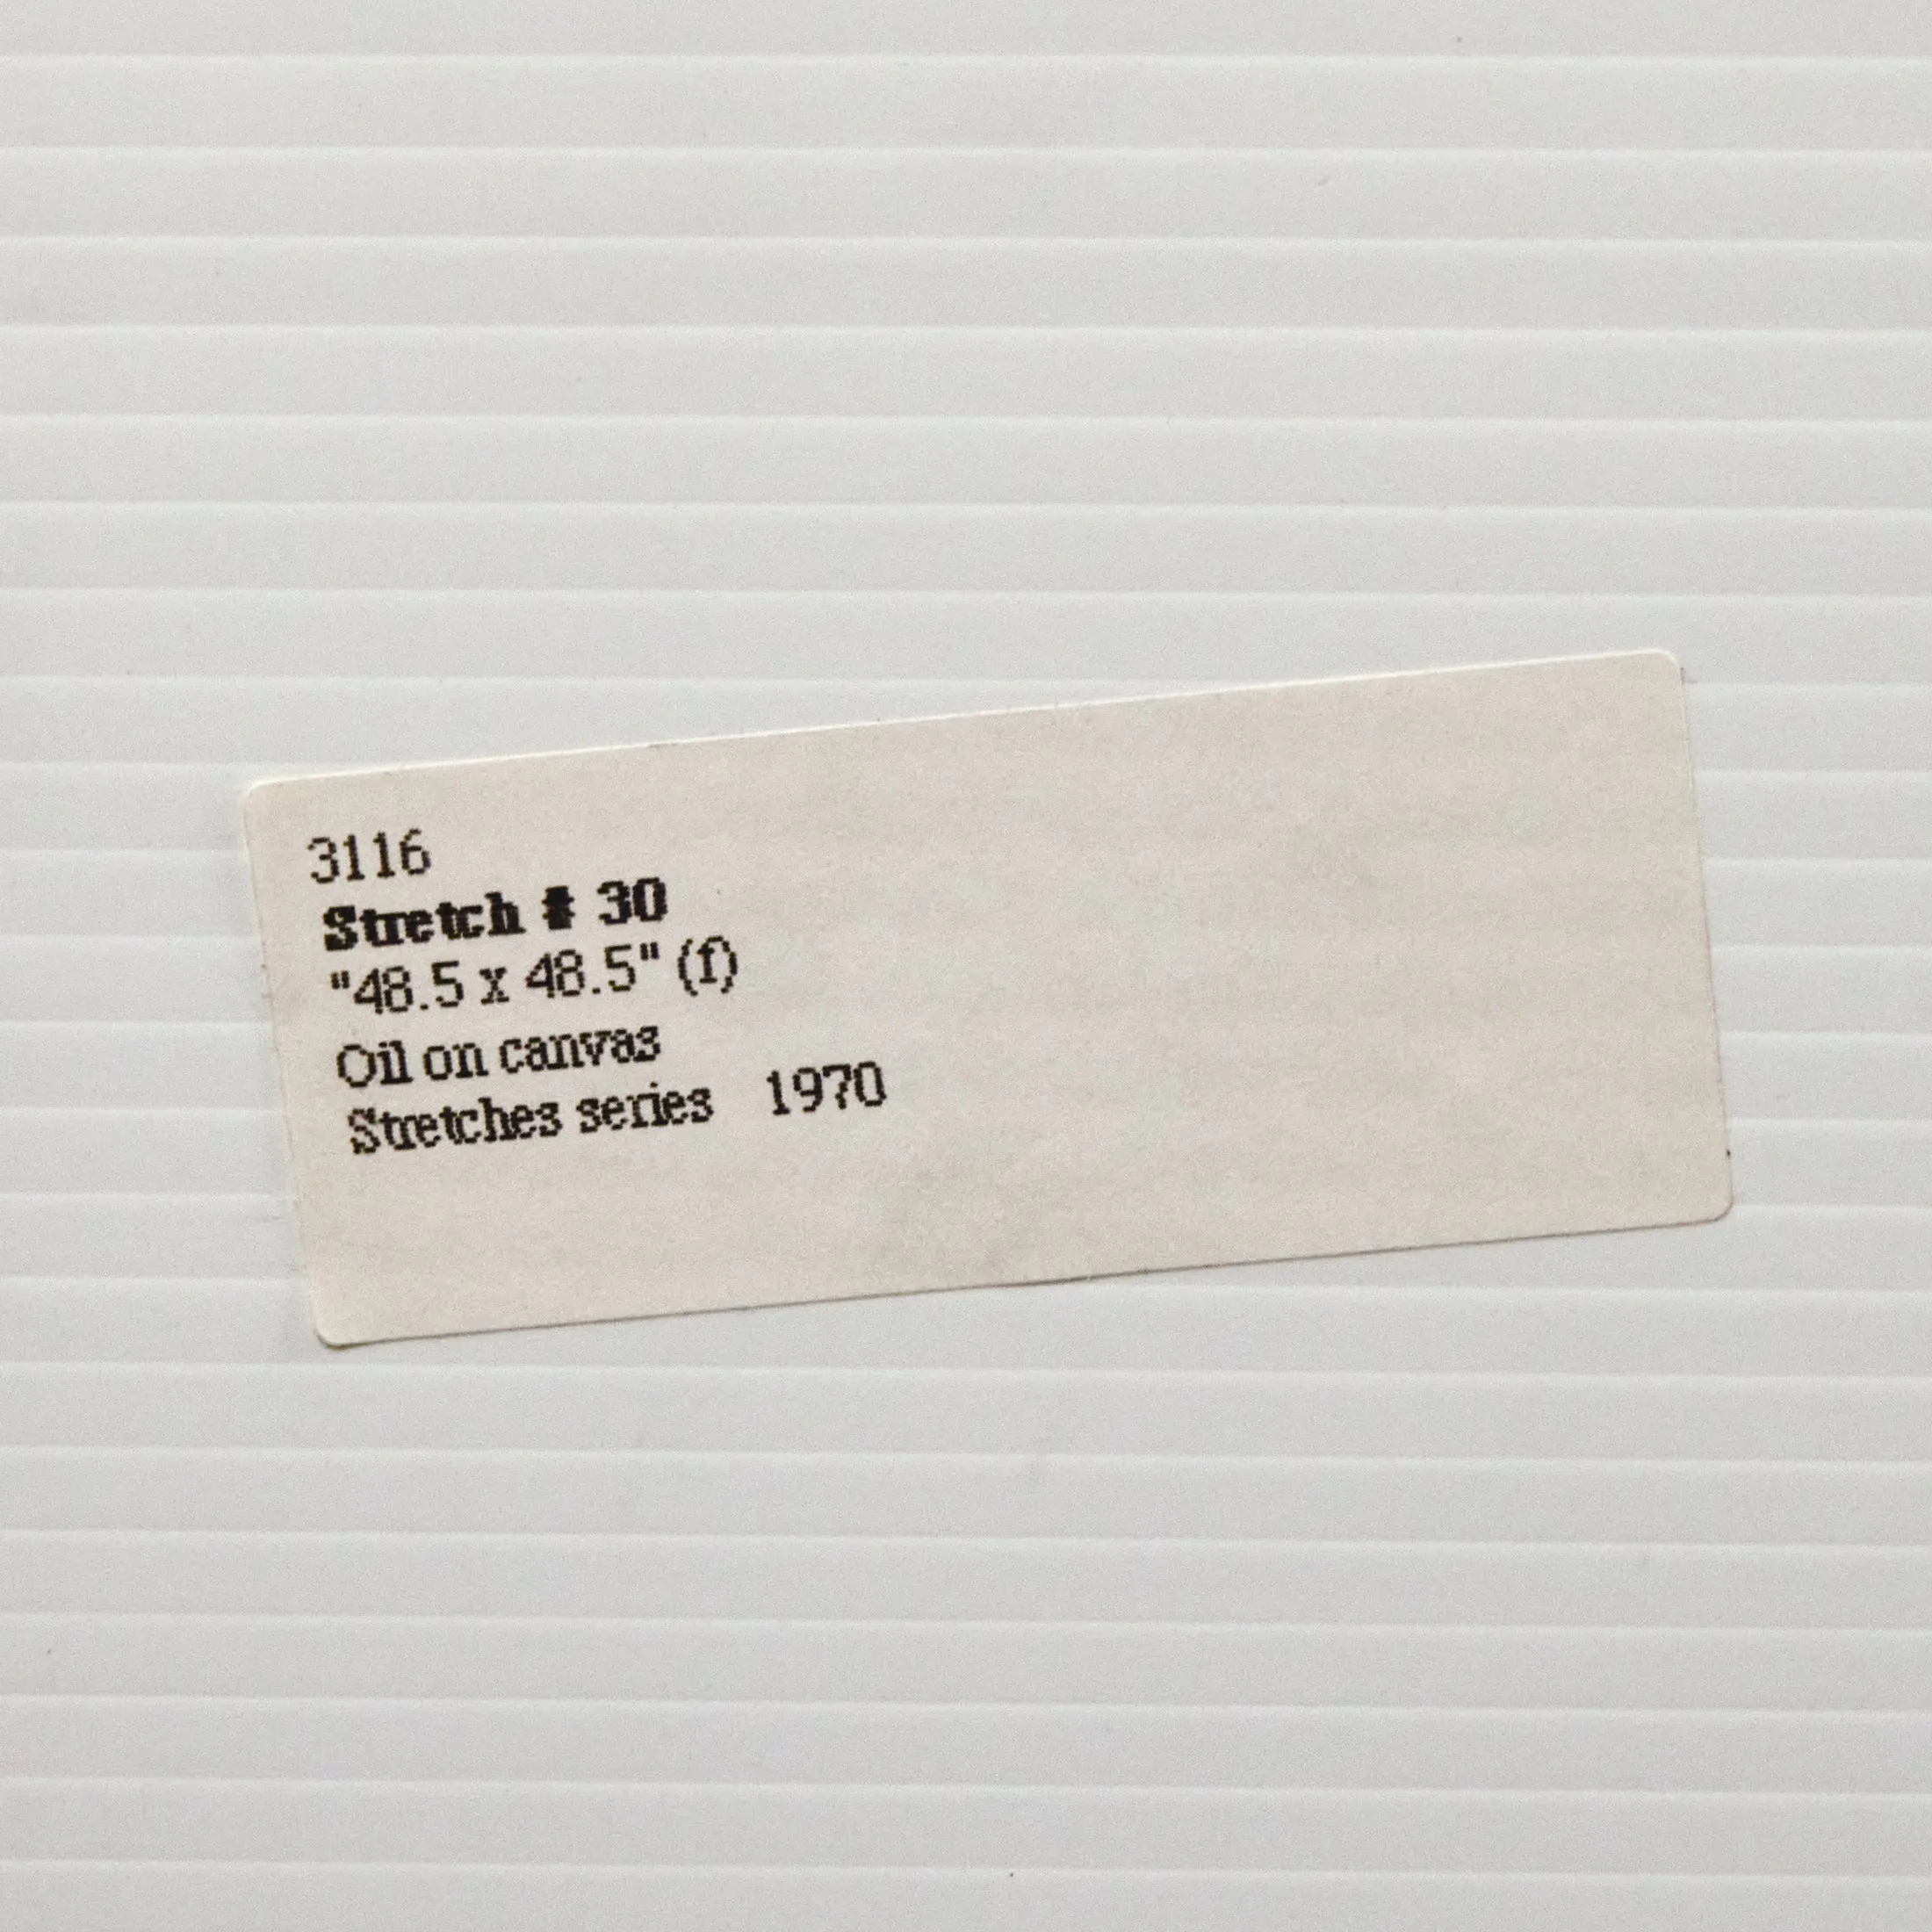 3116
Stretch # 30
"48.5 x 48.5" (f)
Oil on canvas
Stretches series 1970